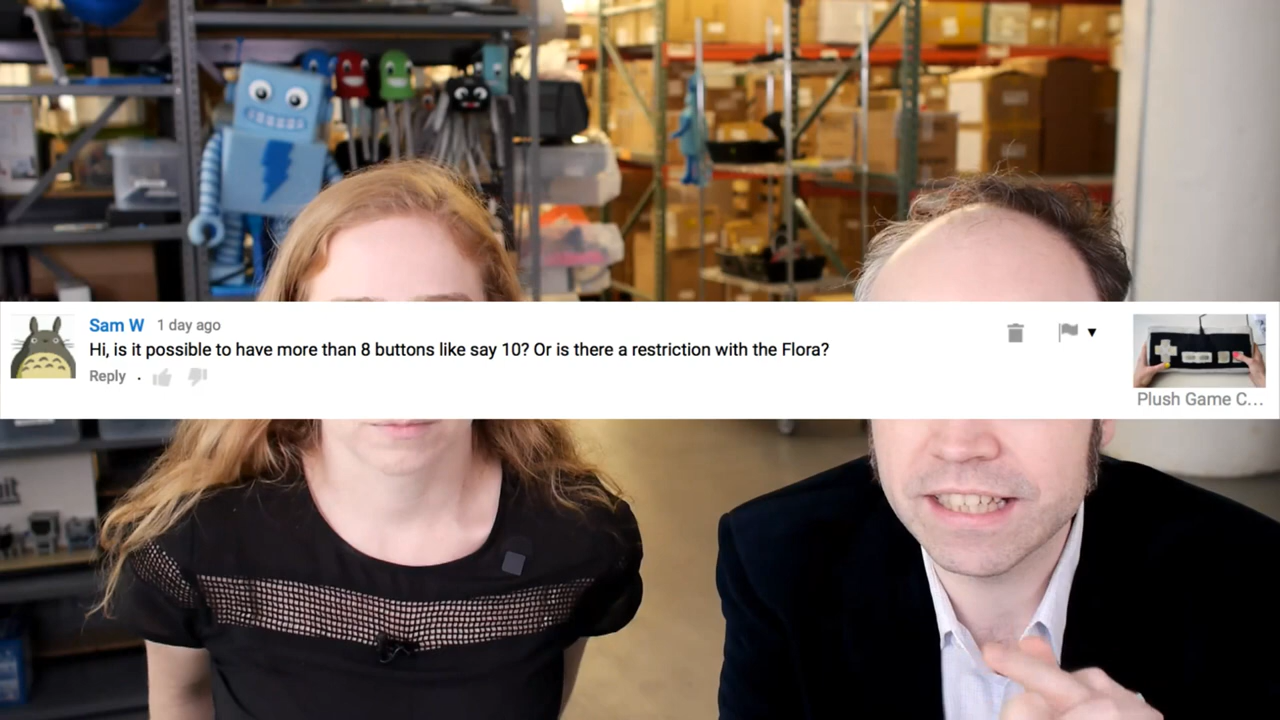 Sam W 1 day ago
Hi, is it possible to have more than 8 buttons like say 10? Or is there a restriction with the Flora?
Reply .
Plush Game C...